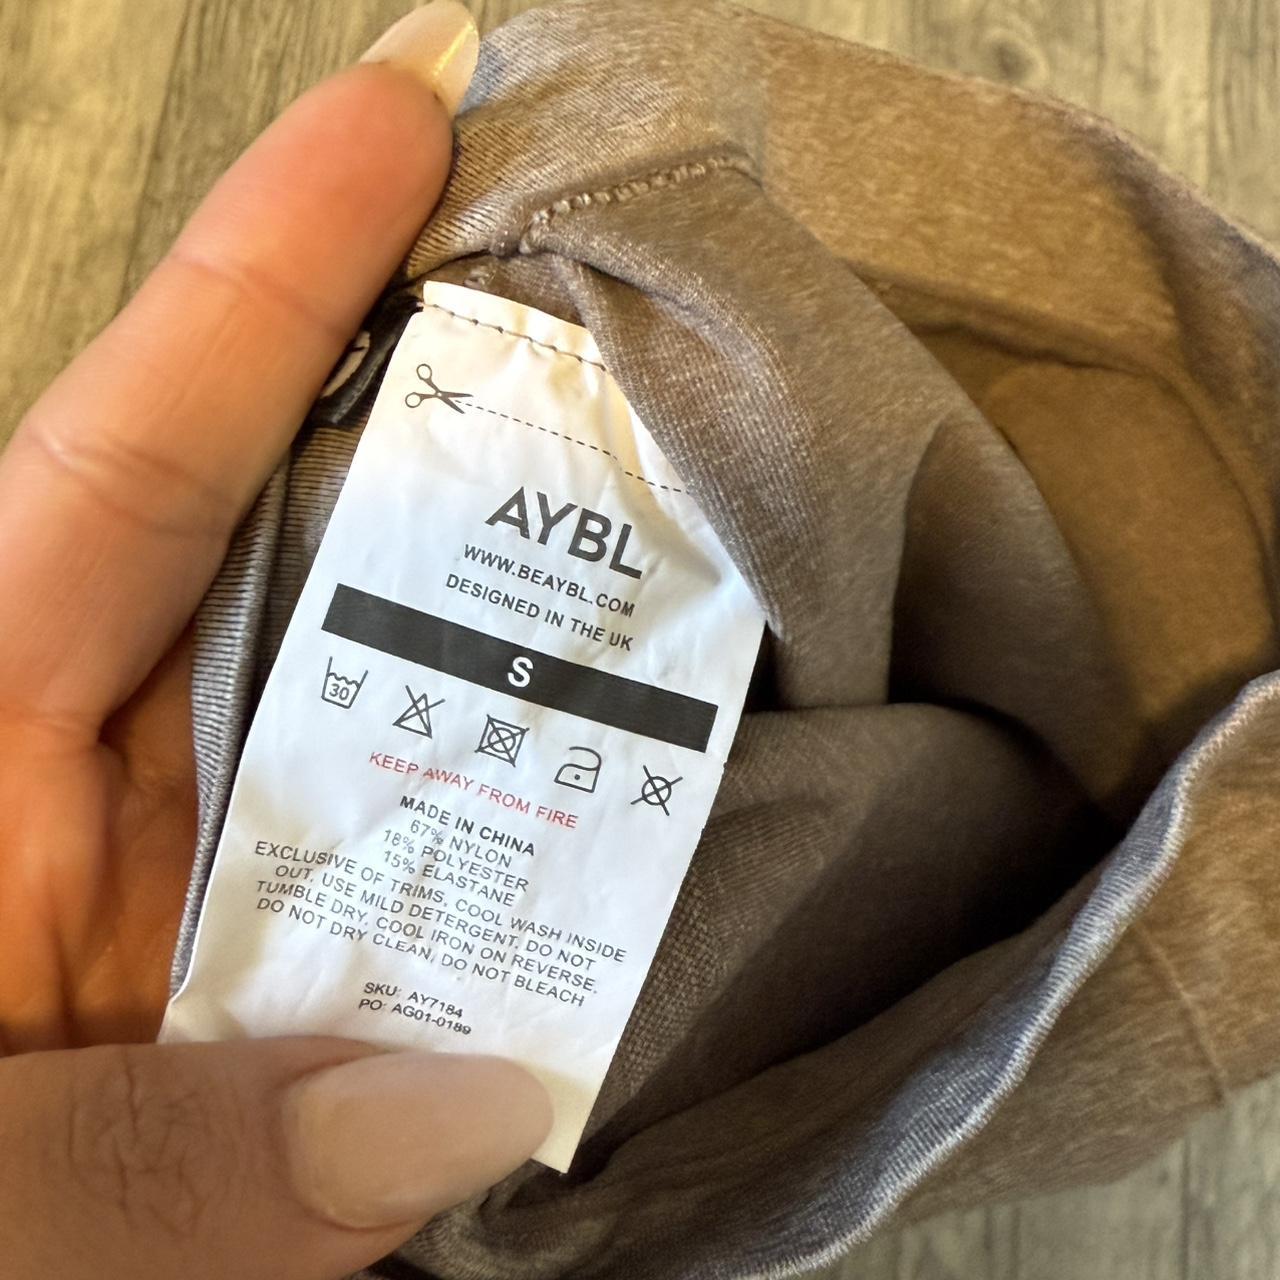 AYBL
WWW.BEAYBL.COM
DESIGNED IN THE UK
S
30
KEEP AWAY FROM FIRE
MADE IN CHINA
67% NYLON
18% POLYESTER
15% ELASTANE
EXCLUSIVE OF TRIMS, COOL WASH INSIDE
OUT, USE MILD DETERGENT, DO NOT
TUMBLE DRY, COOL IRON ON REVERSE,
DO NOT DRY CLEAN, DO NOT BLEACH
SKU: AY7184
PO: AG01-0189